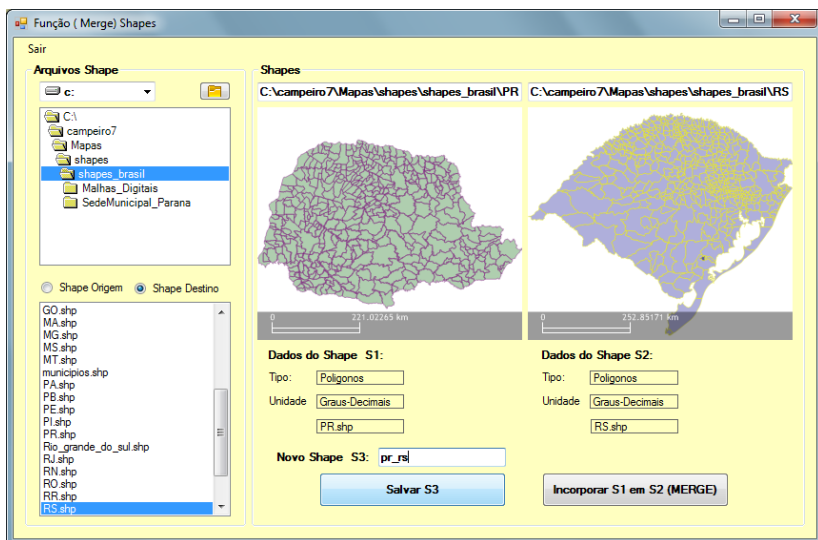 Função ( Merge) Shapes
Sair
Arquivos Shape
c:
C:\
campeiro7
Mapas
shapes
shapes_brasil
Malhas_Digitais
SedeMunicipal_Parana
Shape Origem Shape Destino
GO.shp
MA.shp
MG.shp
MS.shp
MT.shp
municipios.shp
PA.shp
PB.shp
PE.shp
PI.shp
PR.shp
Rio_grande_do_sul.shp
RJ.shp
RN.shp
RO.shp
RR.shp
RS.shp
Shapes
C:\campeiro7\Mapas\shapes\shapes_brasil\PR C:\campeiro7\Mapas\shapes\shapes_brasil\RS
0 221.02265 km
0 252.85171 km
Dados do Shape S1:
Tipo: Poligonos
Unidade Graus-Decimais
PR.shp
Dados do Shape S2:
Tipo: Poligonos
Unidade Graus-Decimais
RS.shp
Novo Shape S3: pr_rs
Salvar S3
Incorporar S1 em S2 (MERGE)